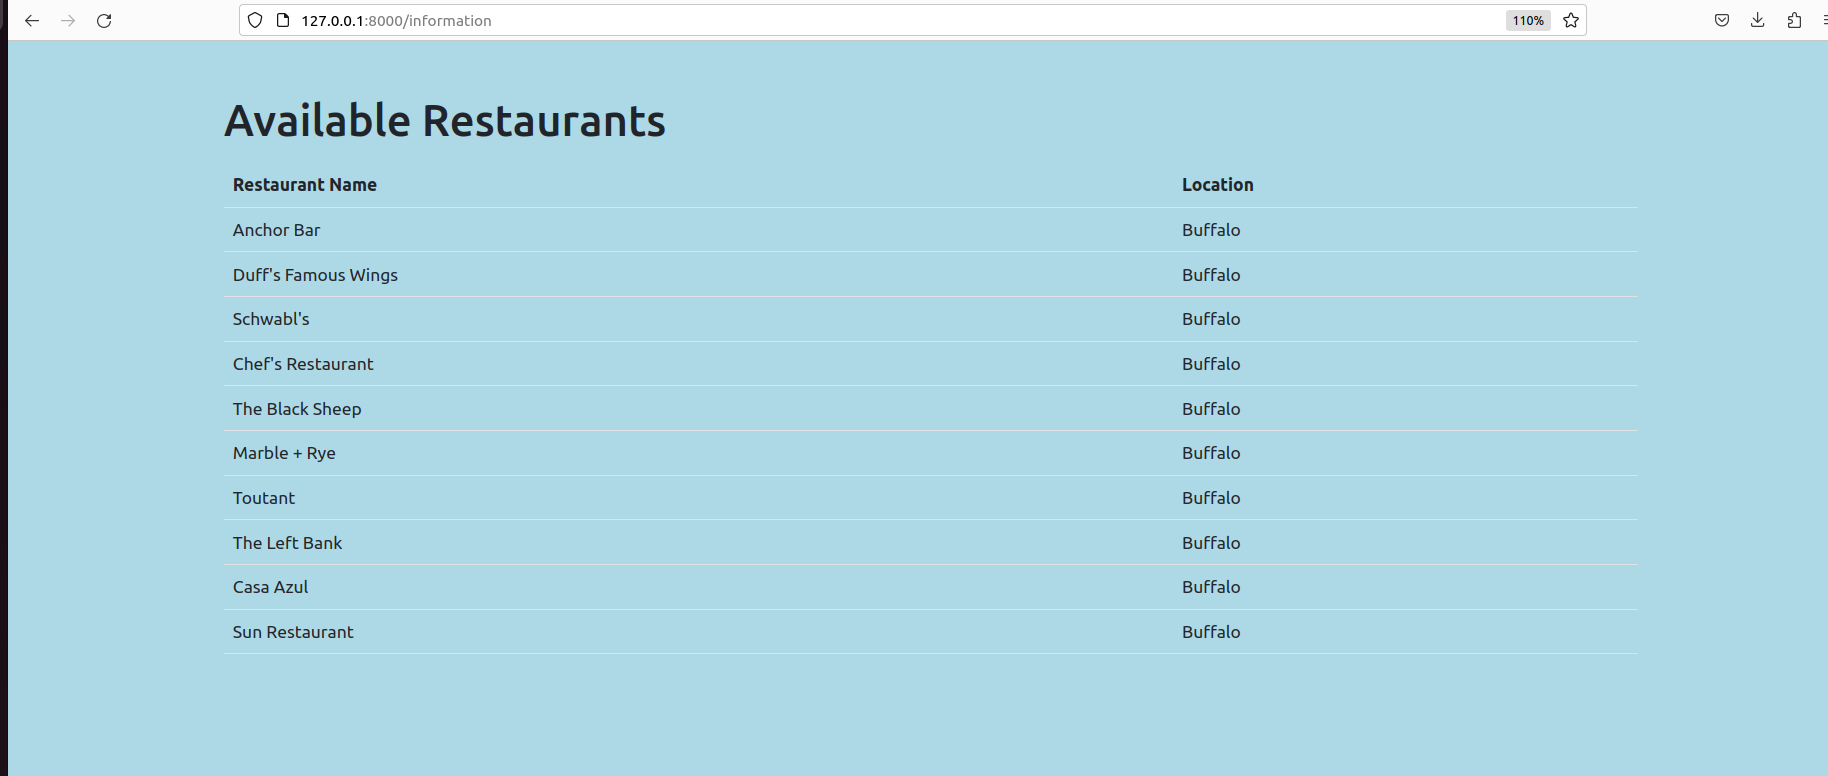 127.0.0.1:8000/information
110%
Available Restaurants
Restaurant Name Location
Anchor Bar Buffalo
Duff's Famous Wings Buffalo
Schwabl's Buffalo
Chef's Restaurant Buffalo
The Black Sheep Buffalo
Marble + Rye Buffalo
Toutant Buffalo
The Left Bank Buffalo
Casa Azul Buffalo
Sun Restaurant Buffalo